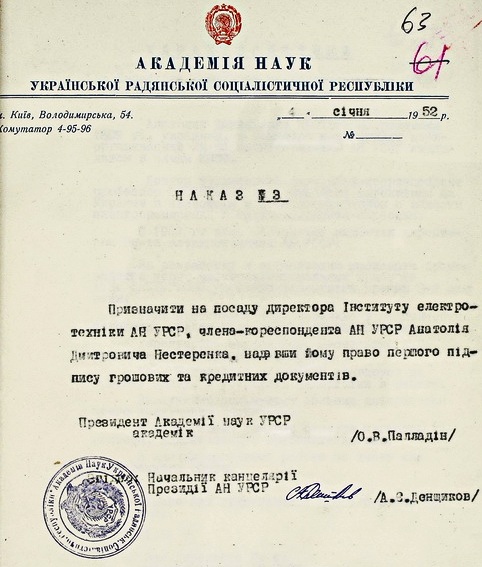 63
61
АКАДЕМІЯ НАУК
УКРАЇНСЬКОЇ РАДЯНСЬКОЇ СОЦІАЛІСТИЧНОЇ РЕСПУБЛІКИ
м. Київ, Володимирська, 54.
Комутатор 4-95-96
„ 4 " січня 1952 р.
№
НАКАЗ № 3
Призначити на посаду директора Інституту електро-
техніки АН УРСР, члена-кореспондента АН УРСР Анатолія
Дмитровича Нестеренка, надавши йому право першого під-
пису грошових та кредитних документів.
Президент Академії наук УРСР
академік /О.В.Палладін/
Начальник канцелярії
Президії АН УРСР /А.З.Денщиков/